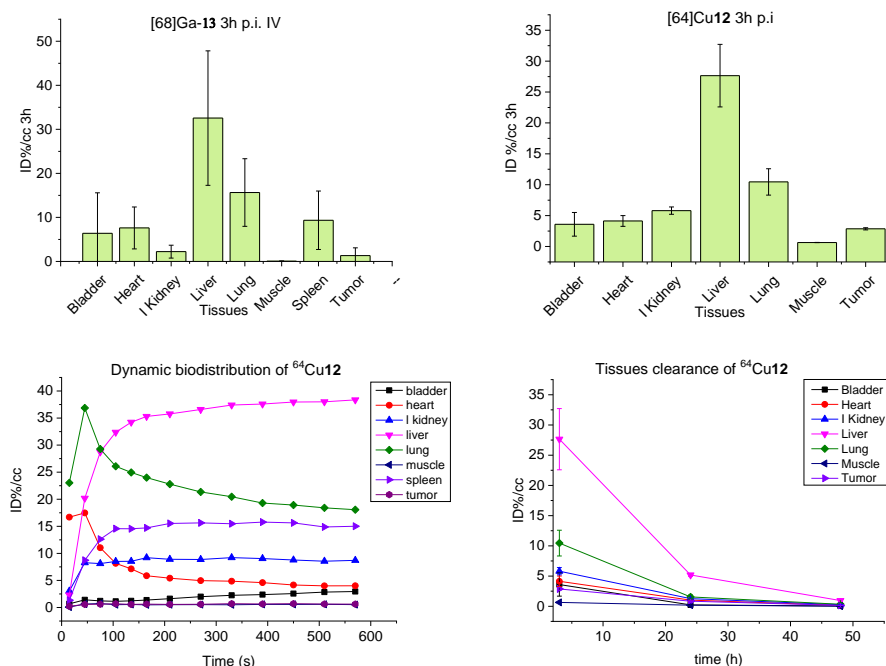 [68]Ga-13 3h p.i. IV
50
40
30
20
10
0
ID%/cc 3h
Bladder
Heart
l Kidney
Liver
Lung
Muscle
Spleen
Tumor
--
Tissues
[64]Cu12 3h p.i
35
30
25
20
15
10
5
0
ID %/cc 3h
Bladder
Heart
l Kidney
Liver
Lung
Muscle
Tumor
Tissues
Dynamic biodistribution of ⁶⁴Cu12
40
35
30
25
20
15
10
5
0
ID%/cc
0 100 200 300 400 500 600
Time (s)
bladder
heart
l kidney
liver
lung
muscle
spleen
tumor
Tissues clearance of ⁶⁴Cu12
35
30
25
20
15
10
5
0
ID%/cc
10 20 30 40 50
time (h)
Bladder
Heart
l Kidney
Liver
Lung
Muscle
Tumor